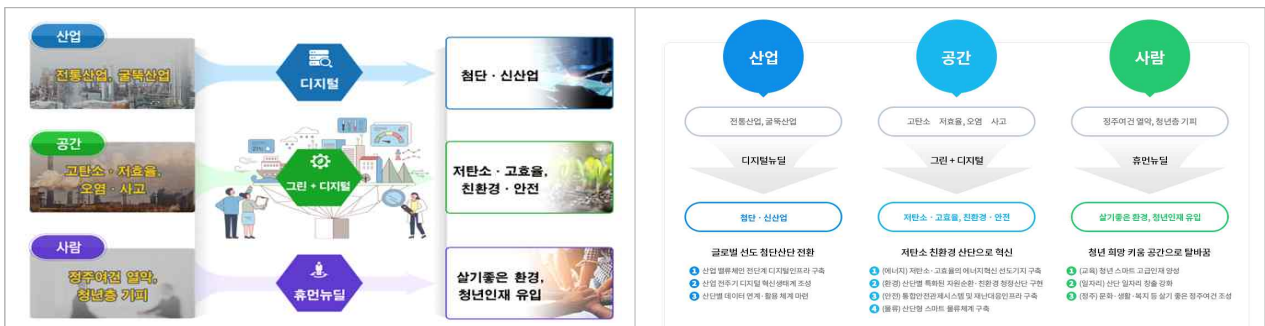 산업
전통산업, 굴뚝산업
디지털
첨단 · 신산업
공간
고탄소 · 저효율,
오염 · 사고
그린 + 디지털
저탄소 · 고효율,
친환경 · 안전
사람
정주여건 열악,
청년층 기피
휴먼뉴딜
살기좋은 환경,
청년인재 유입
산업
전통산업, 굴뚝산업
디지털뉴딜
첨단 · 신산업
글로벌 선도 첨단산단 전환
1 산업 밸류체인 전단계 디지털인프라 구축
2 산업 전주기 디지털 혁신생태계 조성
3 산단별 데이터 연계·활용 체계 마련
공간
고탄소 저효율, 오염 사고
그린 + 디지털
저탄소 · 고효율, 친환경 · 안전
저탄소 친환경 산단으로 혁신
1 (에너지) 저탄소·고효율의 에너지혁신 선도기지 구축
2 (환경) 산단별 특화된 자원순환·친환경 청정산단 구현
3 (안전) 통합안전관제시스템 및 재난대응인프라 구축
4 (물류) 산단형 스마트 물류체계 구축
사람
정주여건 열악, 청년층 기피
휴먼뉴딜
살기좋은 환경, 청년인재 유입
청년 희망 키움 공간으로 탈바꿈
1 (교육) 청년 스마트 고급인재 양성
2 (일자리) 산단 일자리 창출 강화
3 (정주) 문화·생활·복지 등 살기 좋은 정주여건 조성